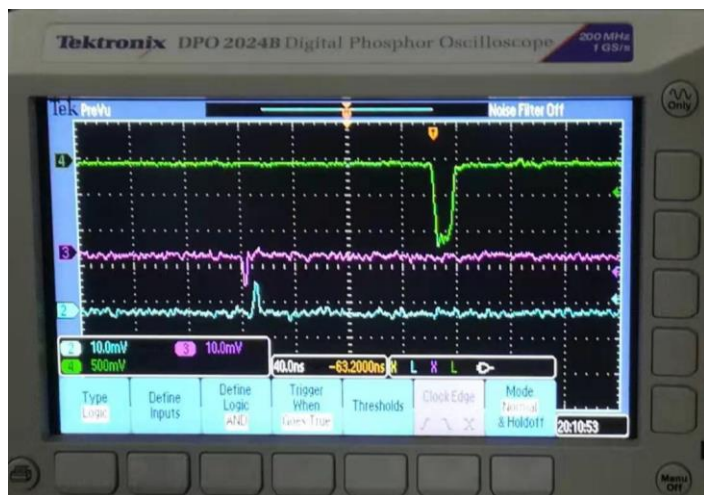 Tektronix DPO 2024B Digital Phosphor Oscilloscope 200 MHz
1 GS/s
Tek PreVu Noise Filter Off
Only
4
3
2
2 10.0mV 3 10.0mV
4 500mV
40.0ns -63.2000ns X L X L
Type
Logic
Define
Inputs
Define
Logic
AND
Trigger
When
Goes True
Thresholds
Clock Edge
X
Mode
Normal
& Holdoff
20:10:53
Menu
Off